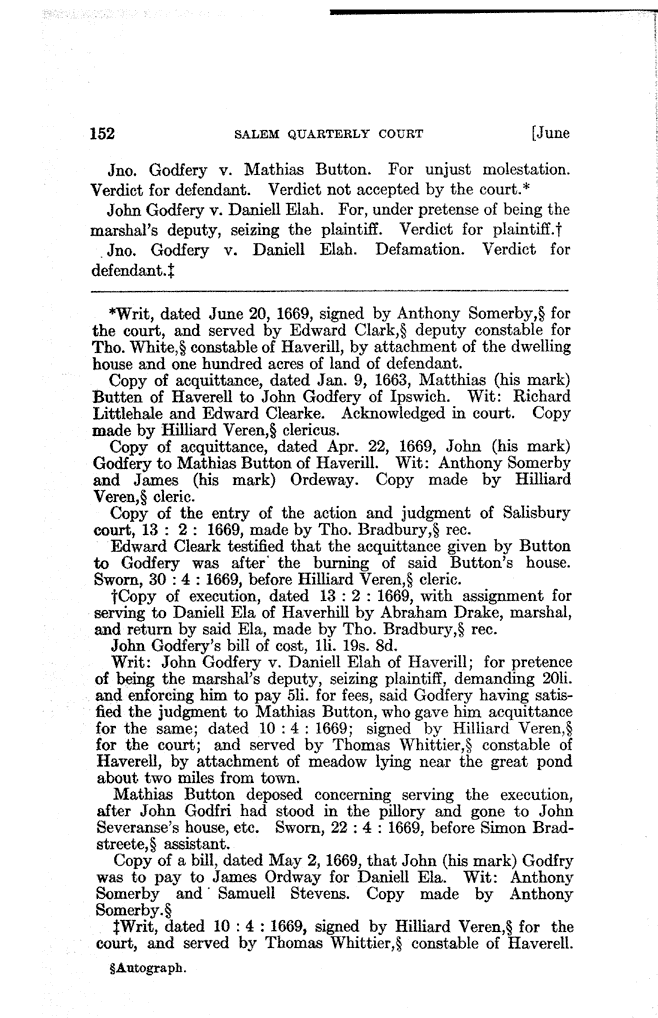 152 SALEM QUARTERLY COURT [June
Jno. Godfery v. Mathias Button. For unjust molestation.
Verdict for defendant. Verdict not accepted by the court.*
John Godfery v. Daniell Elah. For, under pretense of being the
marshal's deputy, seizing the plaintiff. Verdict for plaintiff.†
Jno. Godfery v. Daniell Elah. Defamation. Verdict for
defendant.‡
*Writ, dated June 20, 1669, signed by Anthony Somerby,§ for
the court, and served by Edward Clark,§ deputy constable for
Tho. White,§ constable of Haverill, by attachment of the dwelling
house and one hundred acres of land of defendant.
Copy of acquittance, dated Jan. 9, 1663, Matthias (his mark)
Butten of Haverell to John Godfery of Ipswich. Wit: Richard
Littlehale and Edward Clearke. Acknowledged in court. Copy
made by Hilliard Veren,§ clericus.
Copy of acquittance, dated Apr. 22, 1669, John (his mark)
Godfery to Mathias Button of Haverill. Wit: Anthony Somerby
and James (his mark) Ordeway. Copy made by Hilliard
Veren,§ cleric.
Copy of the entry of the action and judgment of Salisbury
court, 13 : 2 : 1669, made by Tho. Bradbury,§ rec.
Edward Cleark testified that the acquittance given by Button
to Godfery was after the burning of said Button's house.
Sworn, 30 : 4 : 1669, before Hilliard Veren,§ cleric.
†Copy of execution, dated 13 : 2 : 1669, with assignment for
serving to Daniell Ela of Haverhill by Abraham Drake, marshal,
and return by said Ela, made by Tho. Bradbury,§ rec.
John Godfery's bill of cost, 1li. 19s. 8d.
Writ: John Godfery v. Daniell Elah of Haverill; for pretence
of being the marshal's deputy, seizing plaintiff, demanding 20li.
and enforcing him to pay 5li. for fees, said Godfery having satis-
fied the judgment to Mathias Button, who gave him acquittance
for the same; dated 10 : 4 : 1669; signed by Hilliard Veren,§
for the court; and served by Thomas Whittier,§ constable of
Haverell, by attachment of meadow lying near the great pond
about two miles from town.
Mathias Button deposed concerning serving the execution,
after John Godfri had stood in the pillory and gone to John
Severanse's house, etc. Sworn, 22 : 4 : 1669, before Simon Brad-
streete,§ assistant.
Copy of a bill, dated May 2, 1669, that John (his mark) Godfry
was to pay to James Ordway for Daniell Ela. Wit: Anthony
Somerby and Samuell Stevens. Copy made by Anthony
Somerby.§
‡Writ, dated 10 : 4 : 1669, signed by Hilliard Veren,§ for the
court, and served by Thomas Whittier,§ constable of Haverell.
§Autograph.